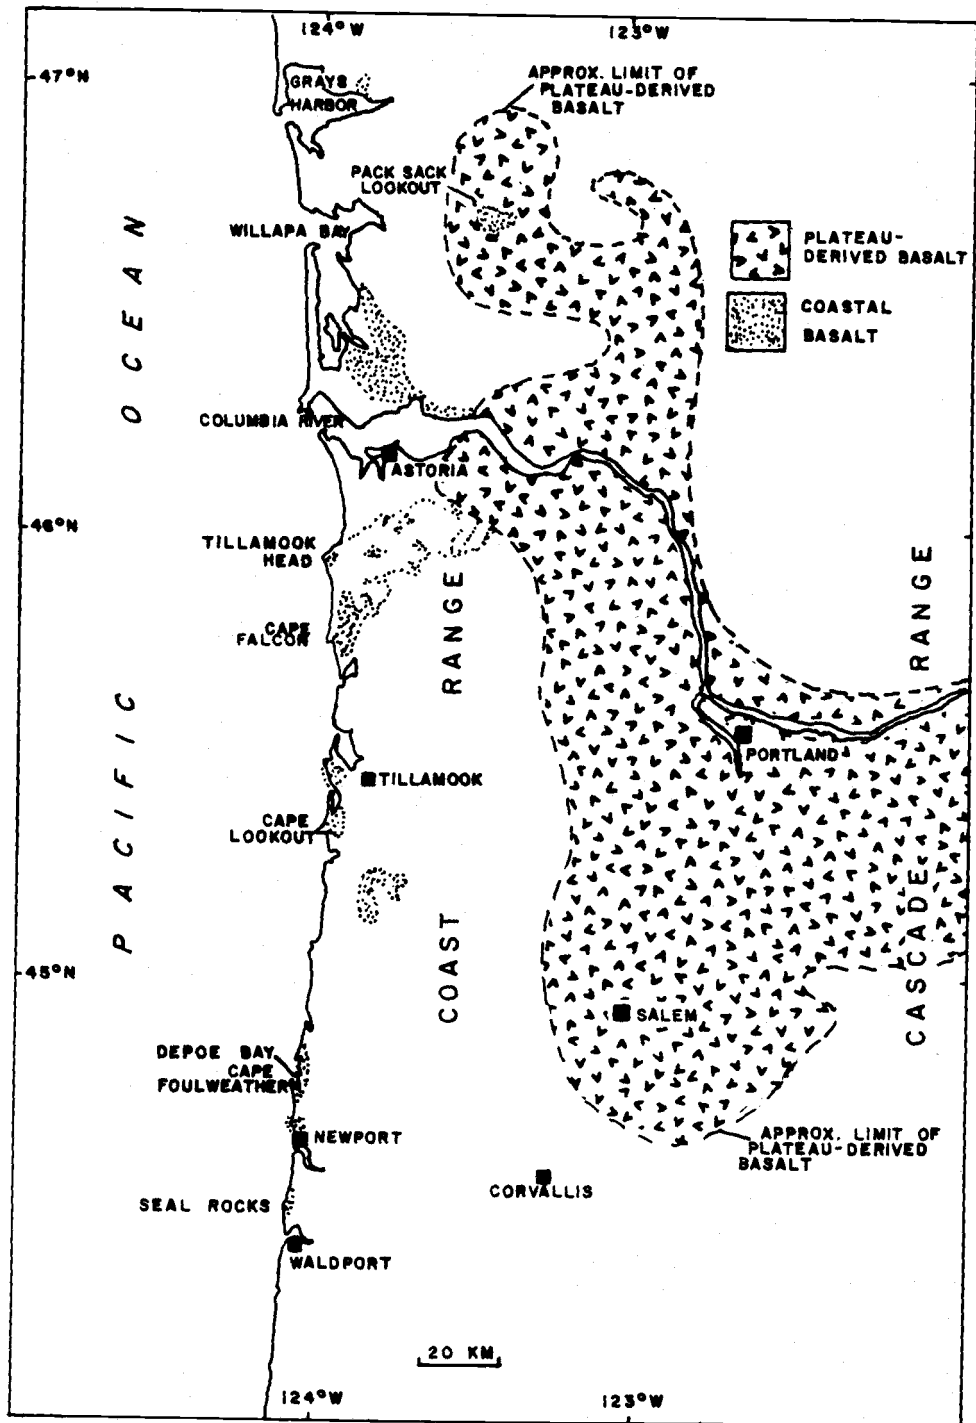 124°W
123°W
47°N
GRAYS
HARBOR
APPROX. LIMIT OF
PLATEAU-DERIVED
BASALT
PACK SACK
LOOKOUT
WILLAPA BAY
PLATEAU-
DERIVED BASALT
COASTAL
BASALT
COLUMBIA RIVER
ASTORIA
46°N
TILLAMOOK
HEAD
CAPE
FALCON
PACIFIC OCEAN
COAST RANGE
CASCADE RANGE
PORTLAND
TILLAMOOK
CAPE
LOOKOUT
45°N
SALEM
DEPOE BAY
CAPE
FOULWEATHER
NEWPORT
APPROX. LIMIT OF
PLATEAU-DERIVED
BASALT
CORVALLIS
SEAL ROCKS
WALDPORT
20 KM
124°W
123°W